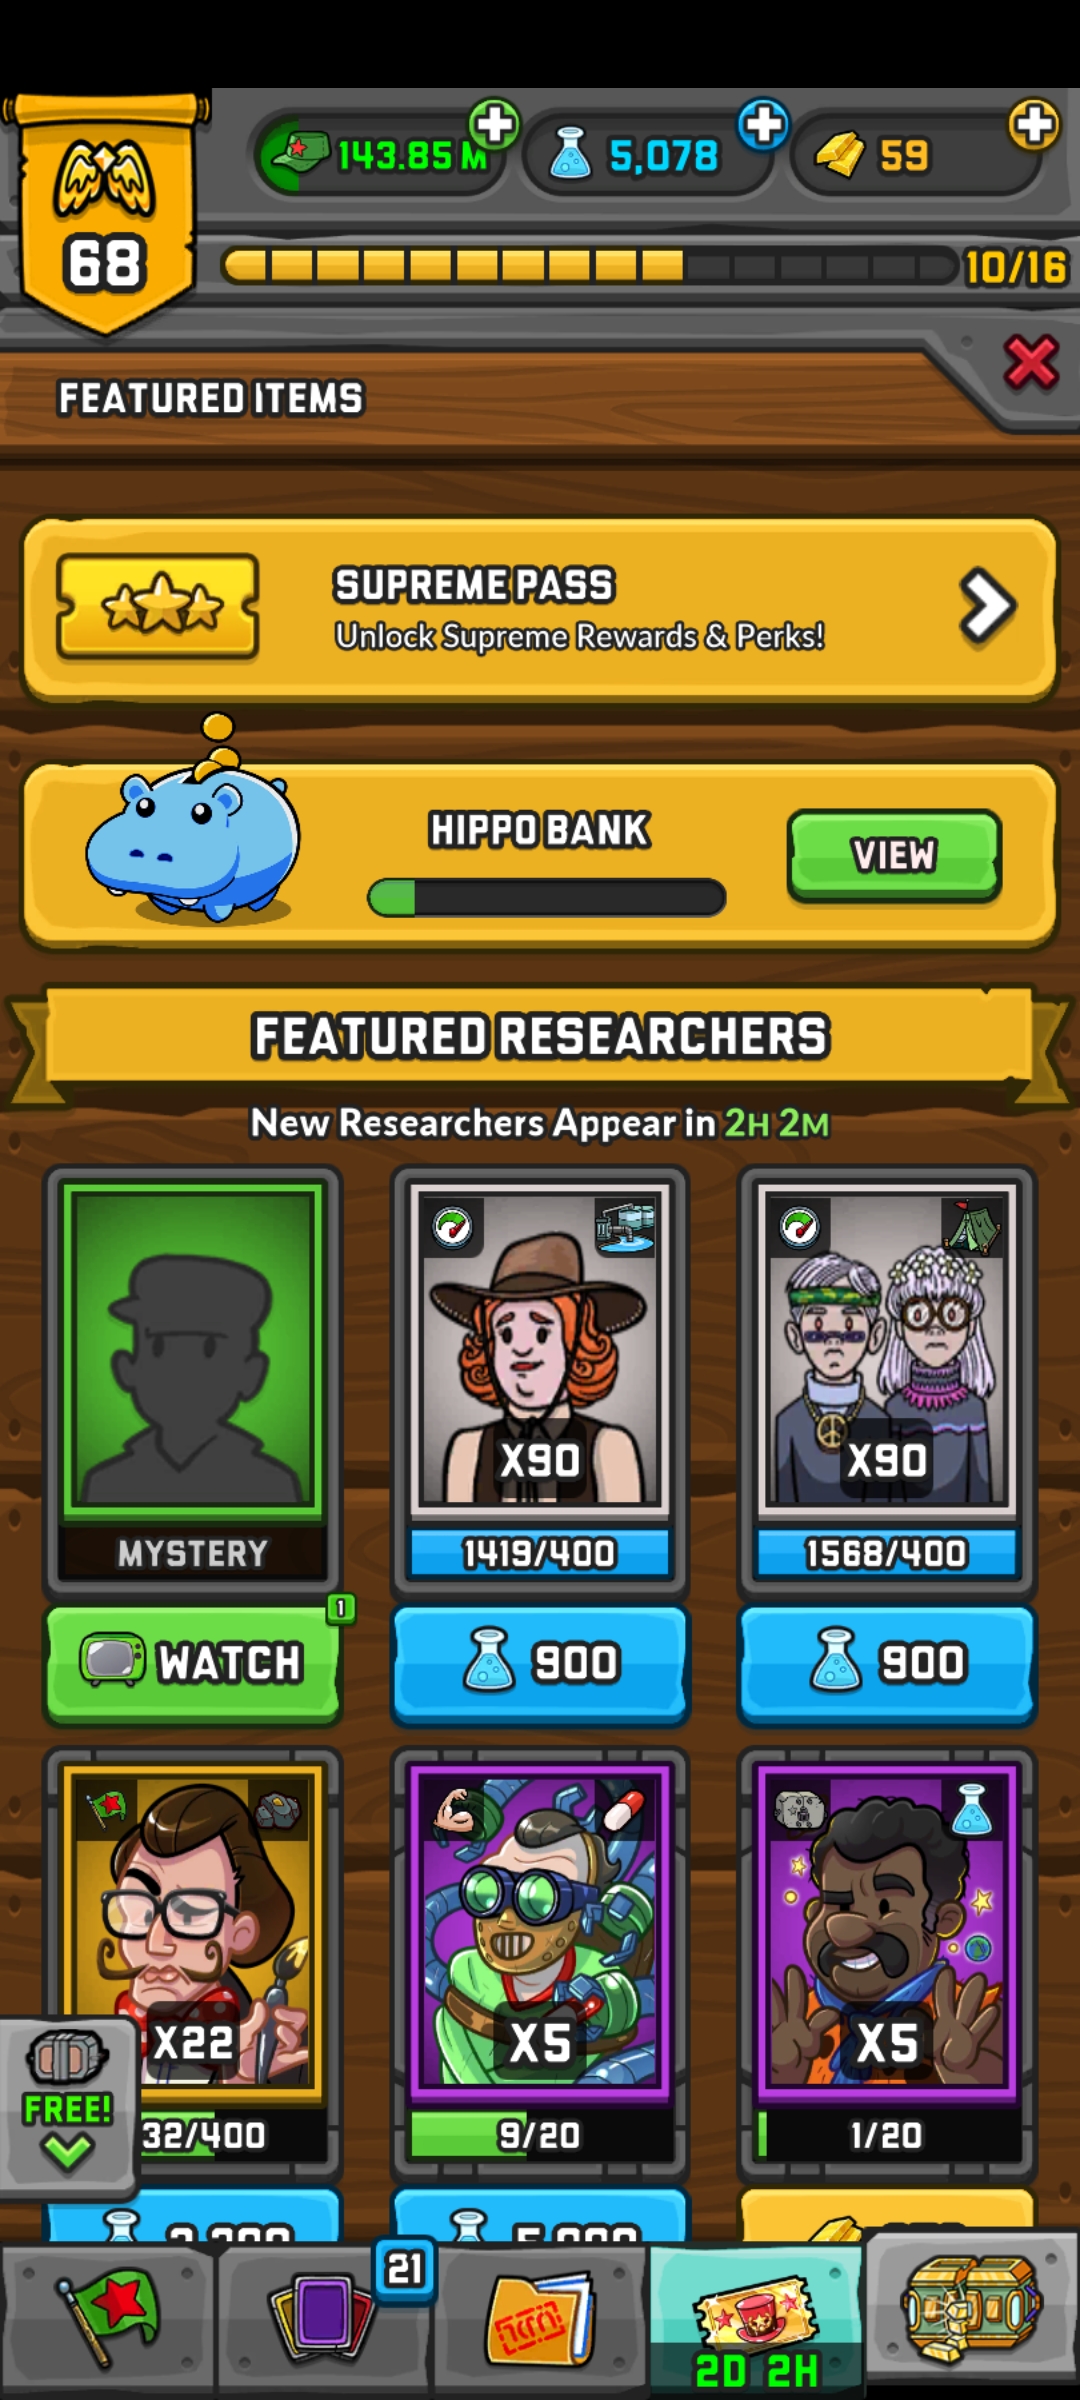 143.85 M
5,078
59
68
10/16
FEATURED ITEMS
SUPREME PASS
Unlock Supreme Rewards & Perks!
HIPPO BANK
VIEW
FEATURED RESEARCHERS
New Researchers Appear in 2H 2M
X90
X90
MYSTERY
1419/400
1568/400
1
WATCH
900
900
X22
X5
X5
FREE!
32/400
9/20
1/20
21
2D 2H